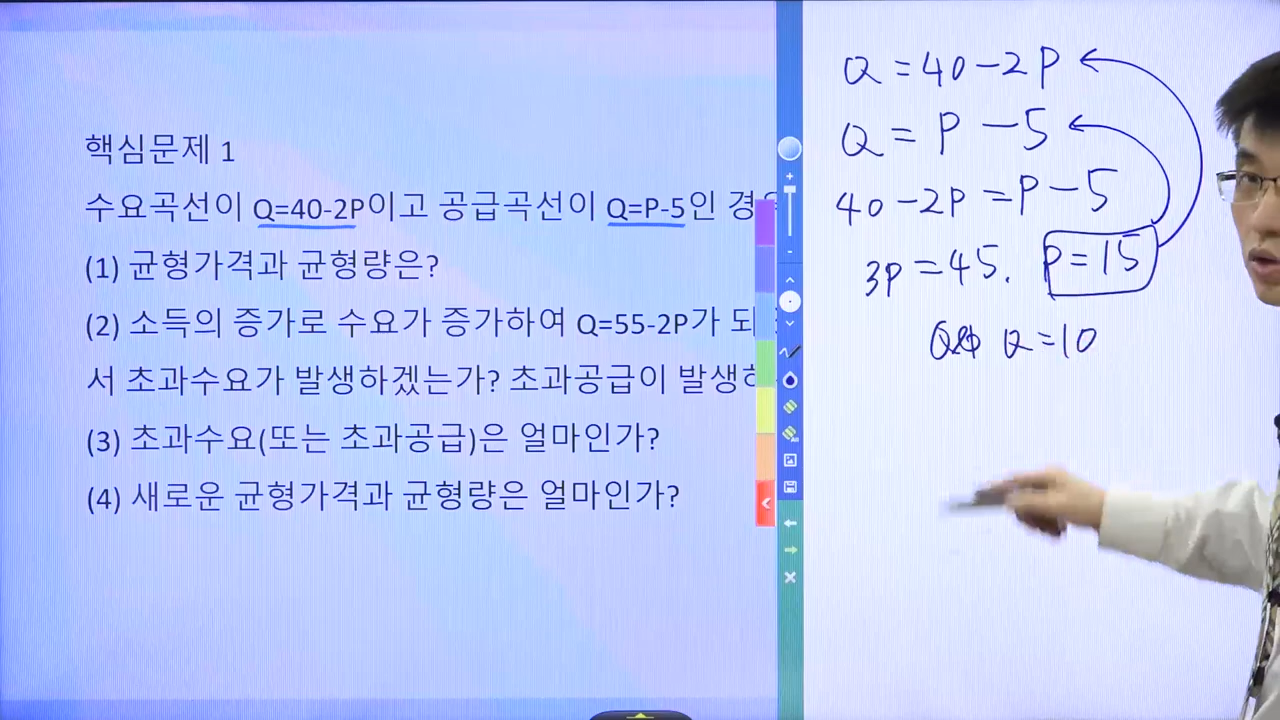 핵심문제 1
수요곡선이 Q=40-2P이고 공급곡선이 Q=P-5인
(1) 균형가격과 균형량은?
(2) 소득의 증가로 수요가 증가하여 Q=55-2P가
서 초과수요가 발생하겠는가? 초과공급이
(3) 초과수요(또는 초과공급)은 얼마인가?
(4) 새로운 균형가격과 균형량은 얼마인가?
Q=40-2P
Q=P-5
40-2P=P-5
3P=45. P=15
Q=10